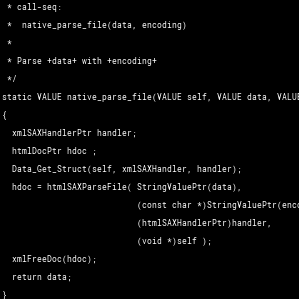 * call-seq:
*  native_parse_file(data, encoding)
*
* Parse +data+ with +encoding+
*/
static VALUE native_parse_file(VALUE self, VALUE data, VALUE
{
  xmlSAXHandlerPtr handler;
  htmlDocPtr hdoc ;
  Data_Get_Struct(self, xmlSAXHandler, handler);
  hdoc = htmlSAXParseFile( StringValuePtr(data),
                           (const char *)StringValuePtr(enc
                           (htmlSAXHandlerPtr)handler,
                           (void *)self );
  xmlFreeDoc(hdoc);
  return data;
}